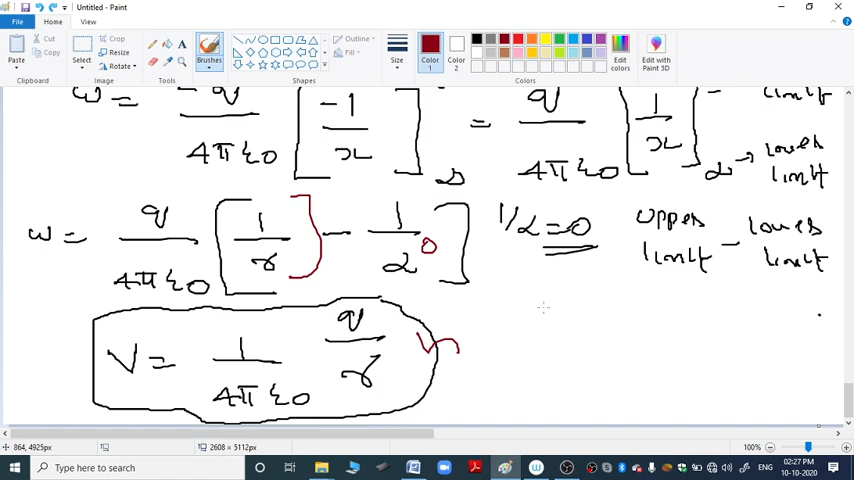 Untitled - Paint
File Home View
Paste Cut Copy Clipboard
Select Crop Resize Rotate Image
Tools
Brushes
Shapes Outline Fill
Size
Color 1 Color 2 Colors
Edit colors Edit with Paint 3D
w = -q / 4πε0 [ -1 / x ] = q / 4πε0 [ 1 / x ] limit
→ lower limit
w = q / 4πε0 [ 1 / r - 1 / α 0 ] 1/α = 0 upper limit - lower limit
V = 1 / 4πε0 q / r
864, 4925px 2608 × 5112px 100%
Type here to search
ENG 02:27 PM 10-10-2020